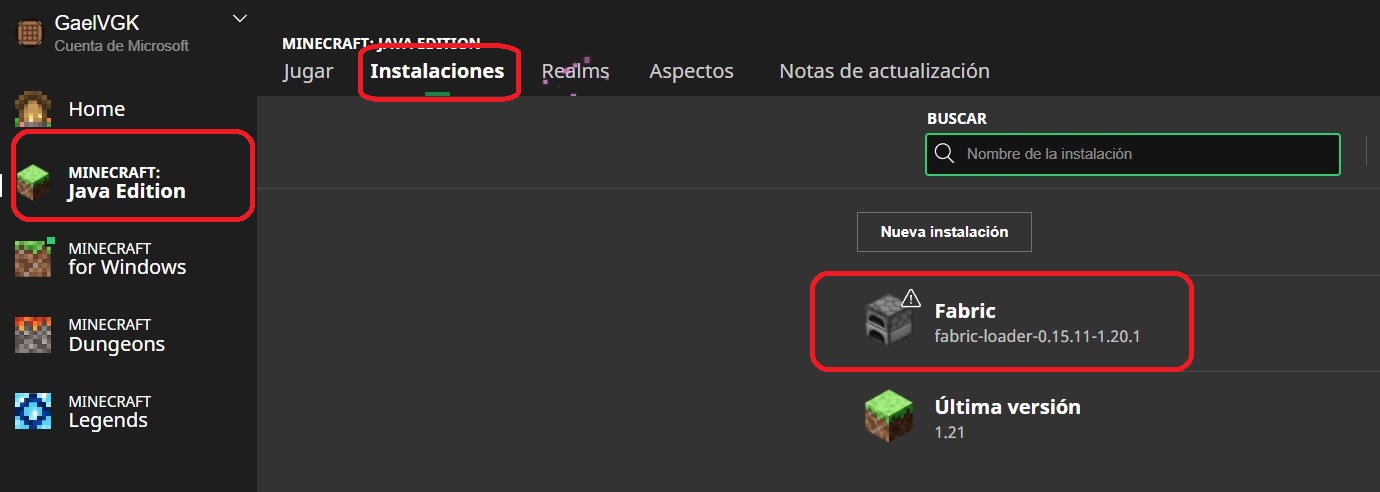 GaelVGK
Cuenta de Microsoft
Home
MINECRAFT:
Java Edition
MINECRAFT
for Windows
MINECRAFT
Dungeons
MINECRAFT
Legends
MINECRAFT: JAVA EDITION
Jugar Instalaciones Realms Aspectos Notas de actualización
BUSCAR
Nombre de la instalación
Nueva instalación
Fabric
fabric-loader-0.15.11-1.20.1
Última versión
1.21